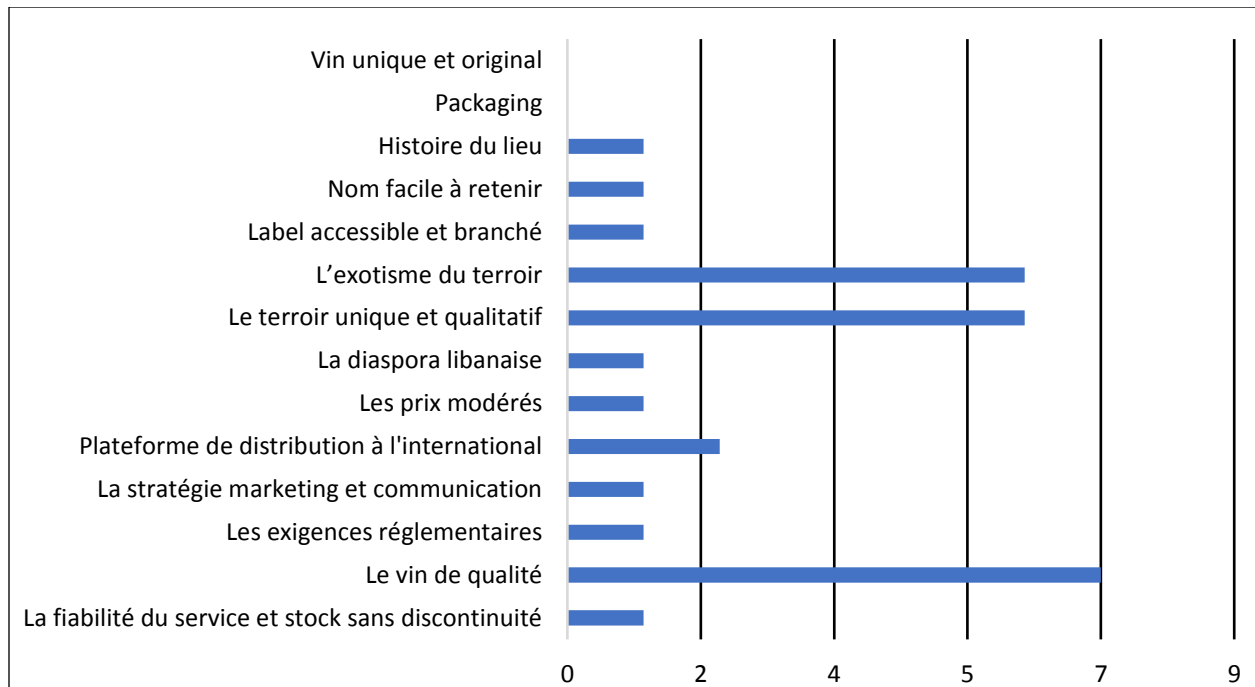 Vin unique et original
Packaging
Histoire du lieu
Nom facile à retenir
Label accessible et branché
L’exotisme du terroir
Le terroir unique et qualitatif
La diaspora libanaise
Les prix modérés
Plateforme de distribution à l'international
La stratégie marketing et communication
Les exigences réglementaires
Le vin de qualité
La fiabilité du service et stock sans discontinuité
0 2 4 5 7 9